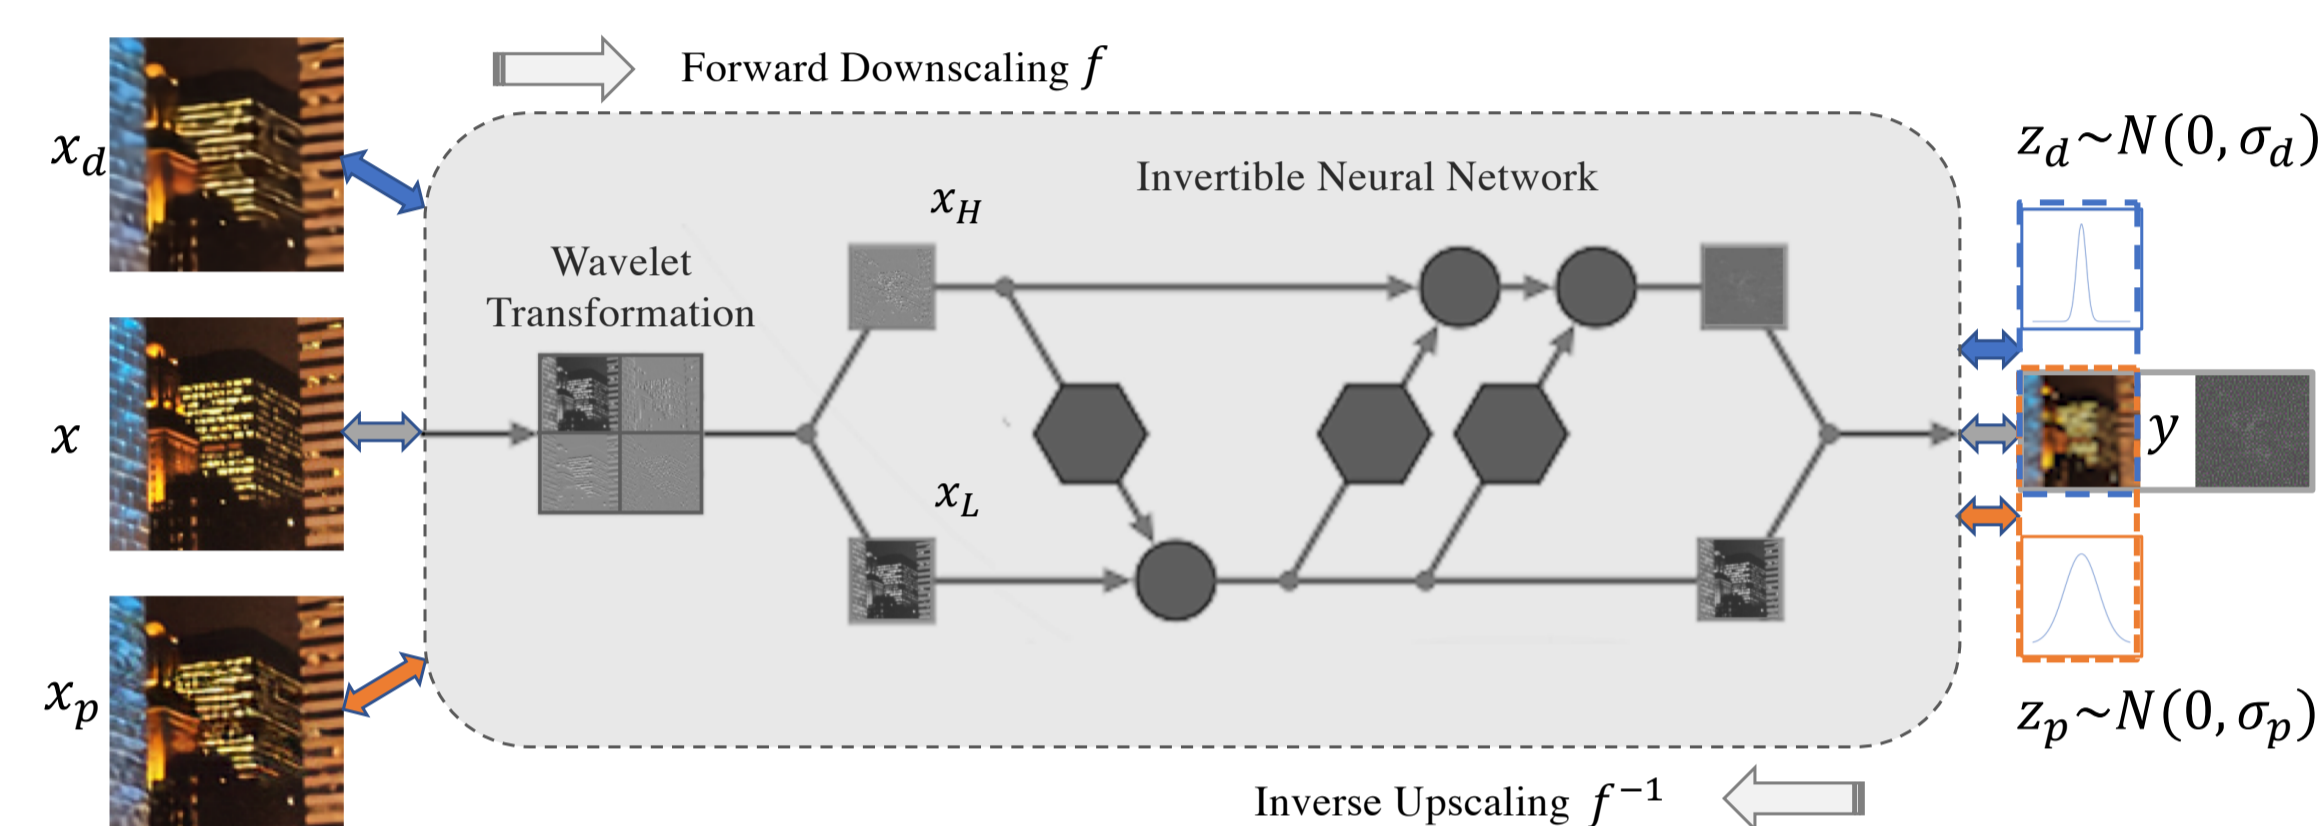 Forward Downscaling f
x_d
z_d~N(0, σ_d)
Invertible Neural Network
x_H
Wavelet
Transformation
x
y
x_L
x_p
z_p~N(0, σ_p)
Inverse Upscaling f⁻¹